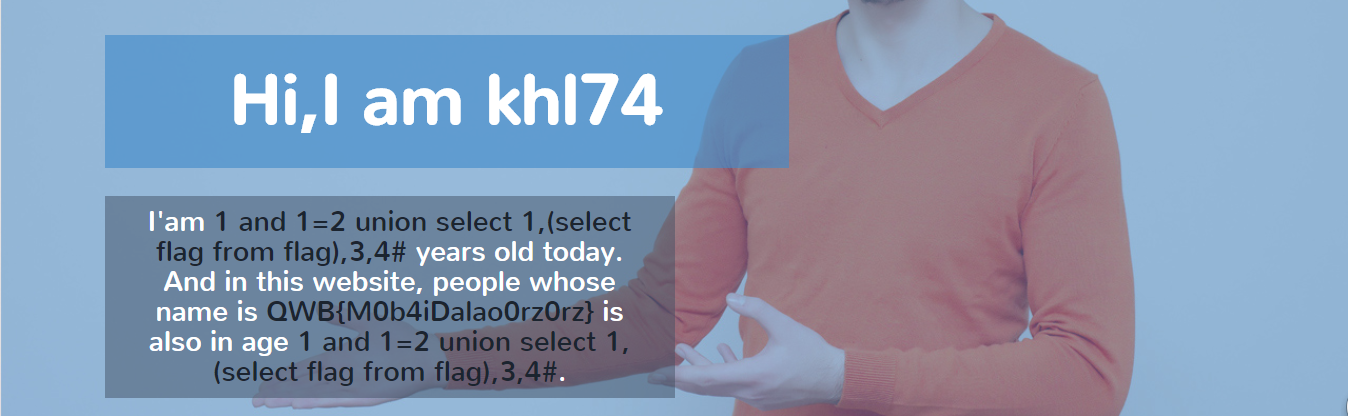 Hi,I am khl74
I'am 1 and 1=2 union select 1,(select
flag from flag),3,4# years old today.
And in this website, people whose
name is QWB{M0b4iDalao0rz0rz} is
also in age 1 and 1=2 union select 1,
(select flag from flag),3,4#.